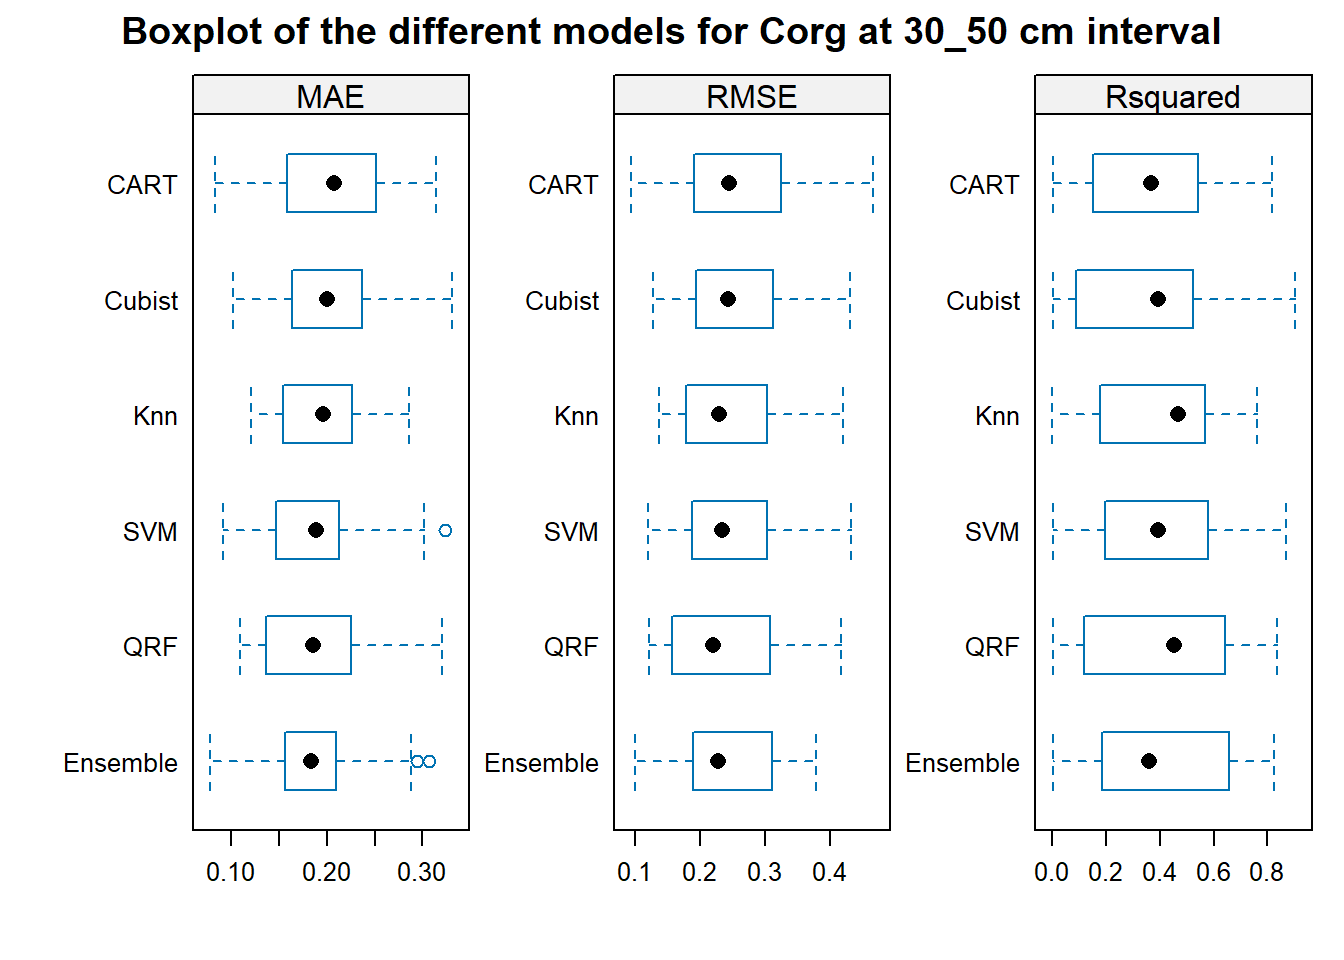 Boxplot of the different models for Corg at 30_50 cm interval
MAE
RMSE
Rsquared
CART
CART
CART
Cubist
Cubist
Cubist
Knn
Knn
Knn
SVM
SVM
SVM
QRF
QRF
QRF
Ensemble
Ensemble
Ensemble
0.10 0.20 0.30
0.1 0.2 0.3 0.4
0.0 0.2 0.4 0.6 0.8